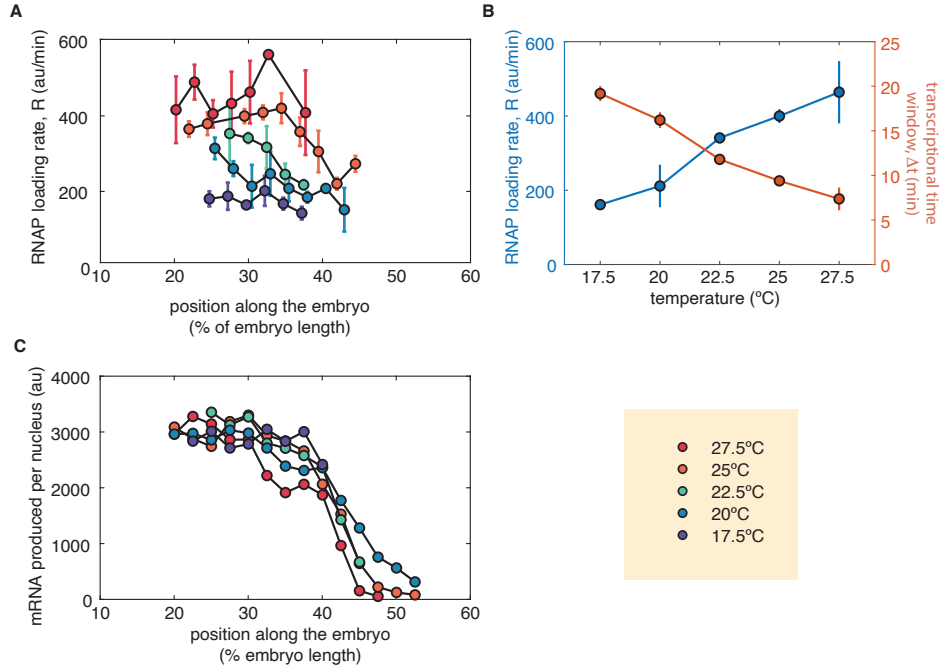 A
RNAP loading rate, R (au/min)
600
400
200
0
10 20 30 40 50 60
position along the embryo
(% of embryo length)
B
RNAP loading rate, R (au/min)
600
400
200
0
17.5 20 22.5 25 27.5
temperature (ºC)
25
20
15
10
5
0
transcriptional time
window, Δt (min)
C
mRNA produced per nucleus (au)
4000
3000
2000
1000
0
10 20 30 40 50 60
position along the embryo
(% embryo length)
27.5ºC
25ºC
22.5ºC
20ºC
17.5ºC